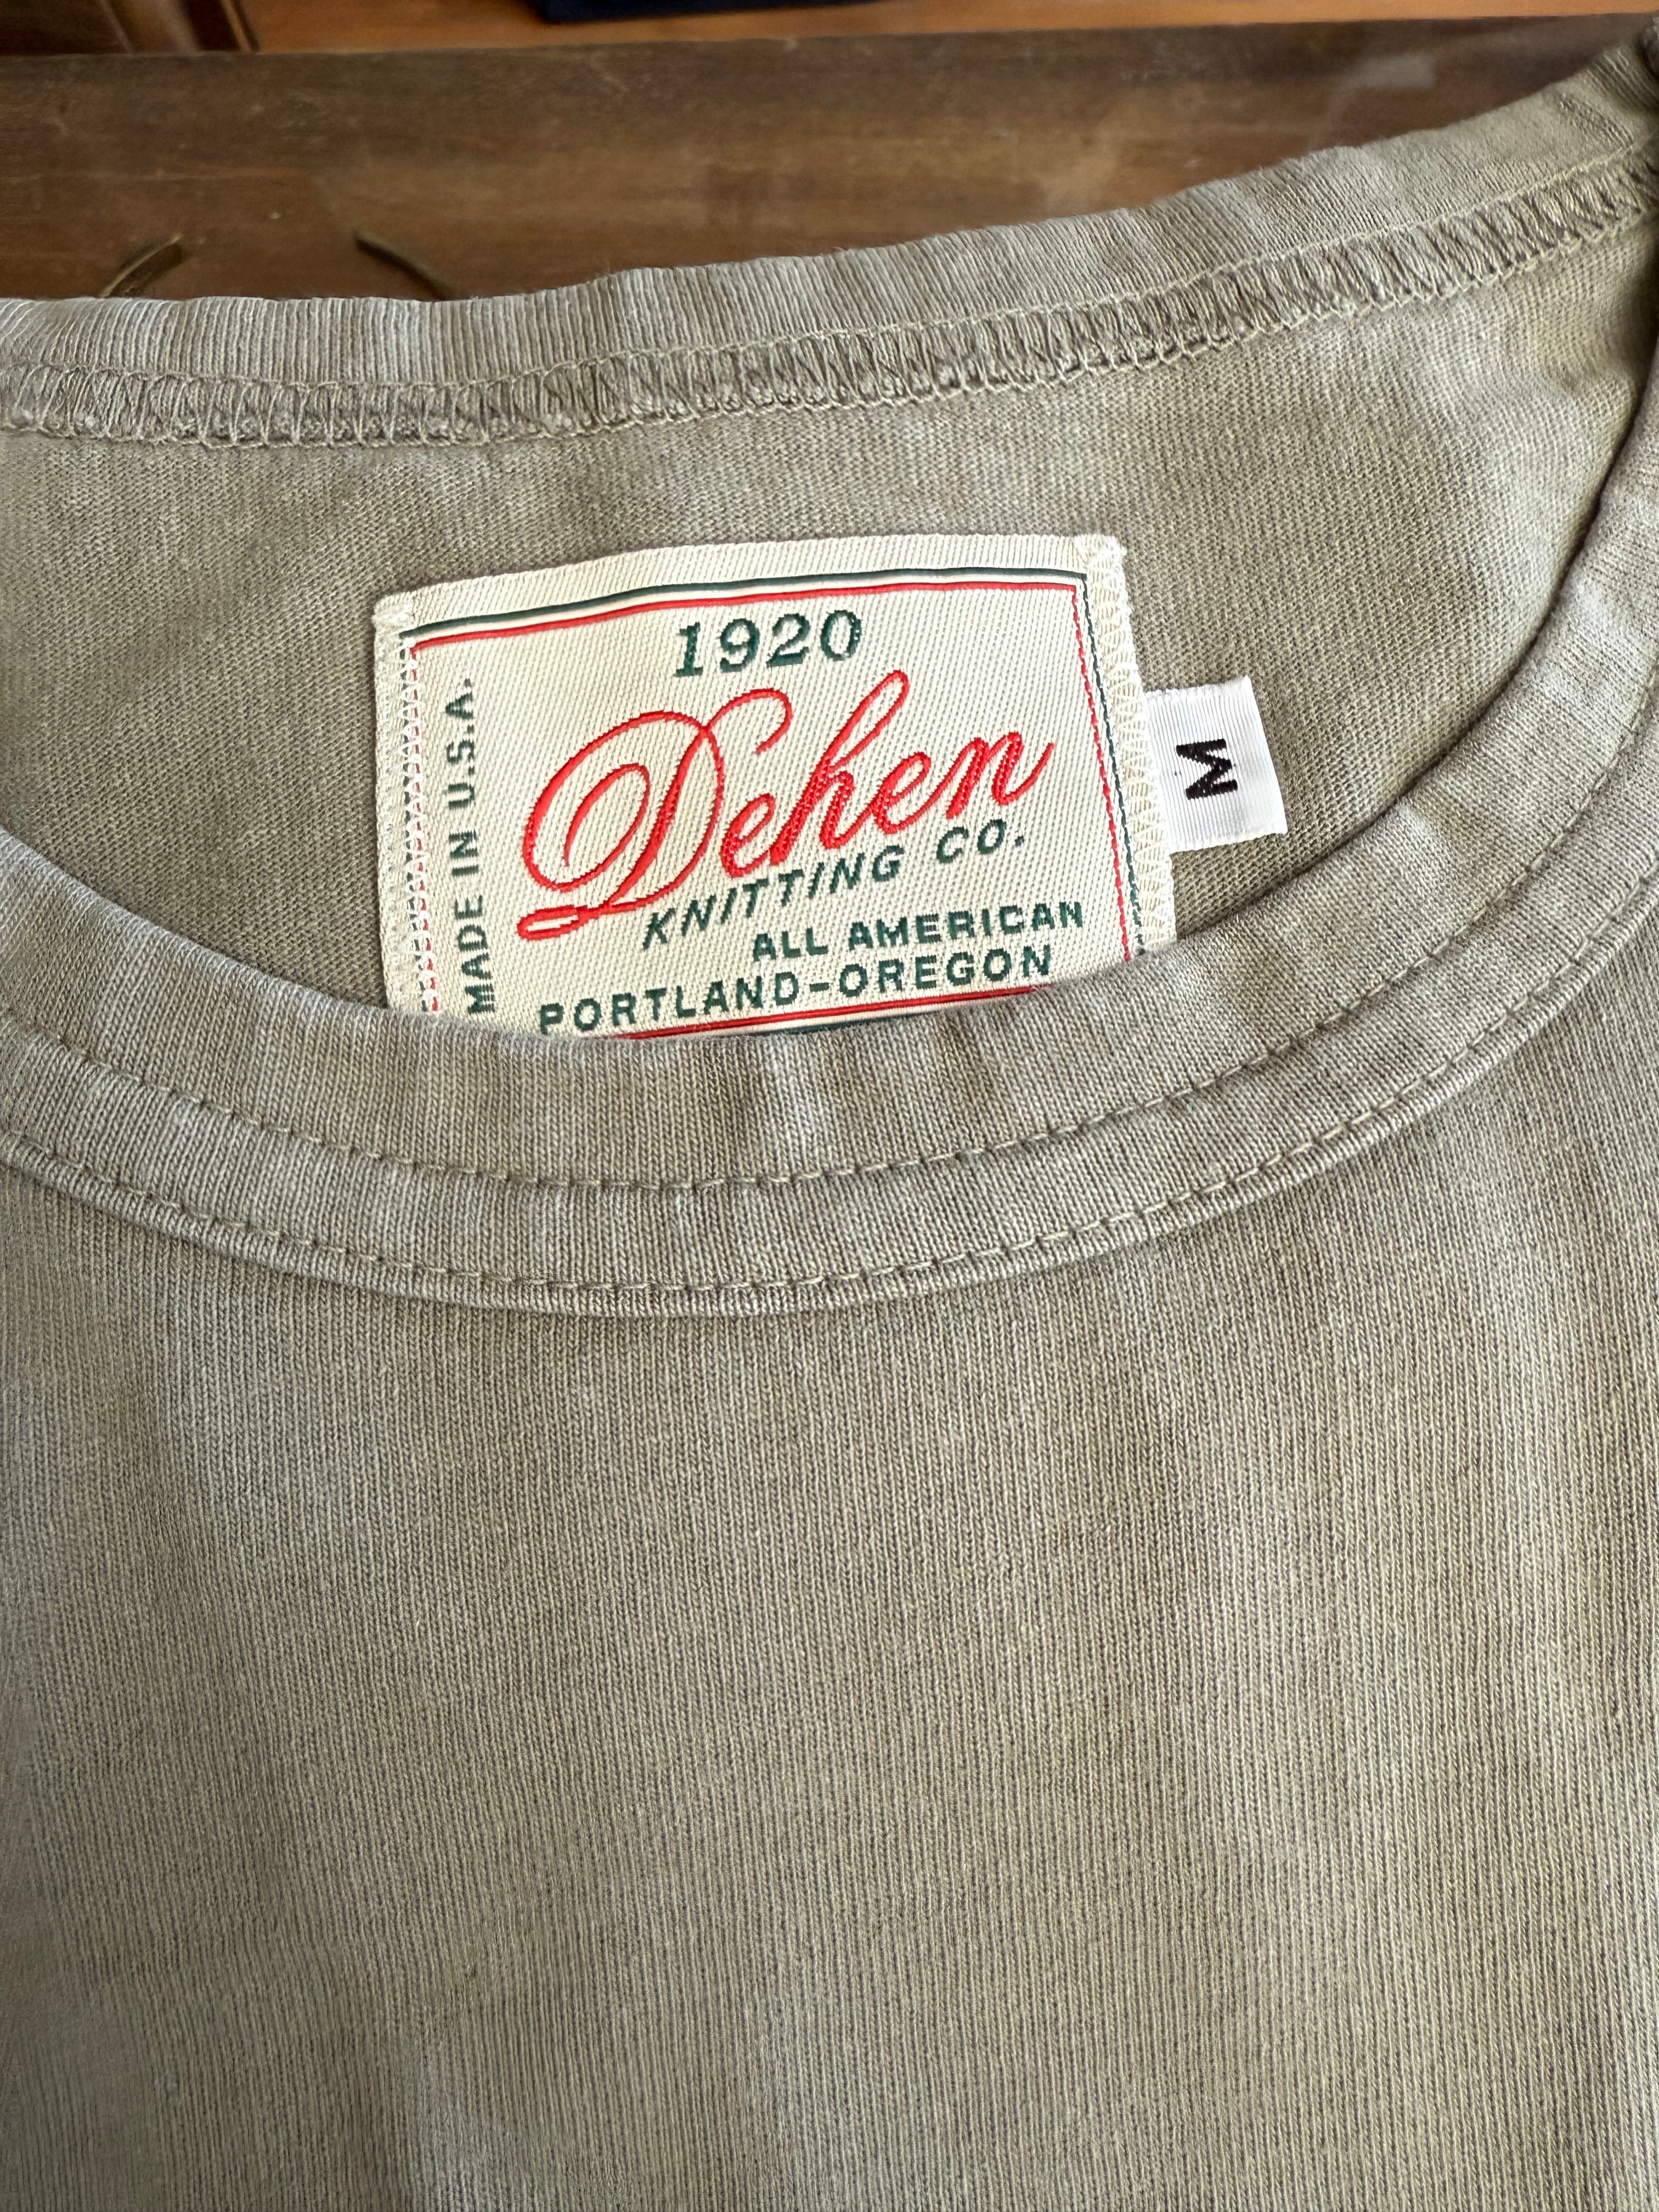 1920
Dehen
KNITTING CO.
ALL AMERICAN
PORTLAND-OREGON
MADE IN U.S.A.
M